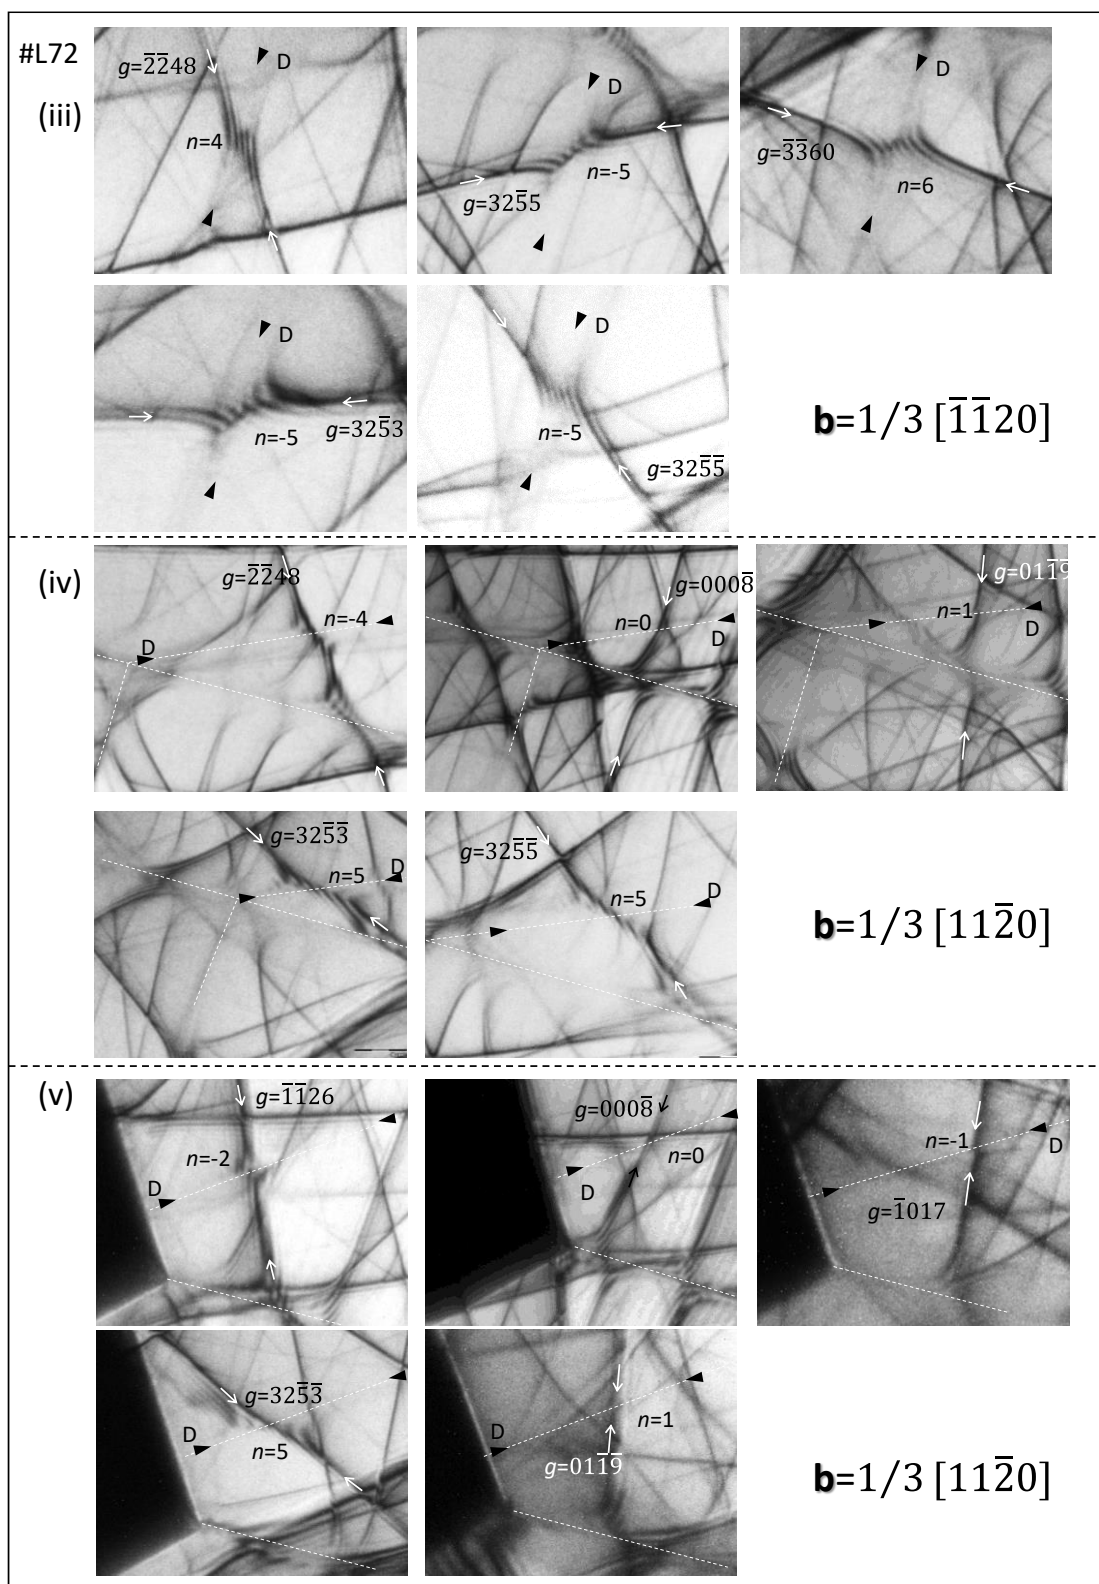 #L72
(iii)
g=2̅2̅48
D
n=4
D
n=-5
g=325̅5
D
g=3̅3̅60
n=6
D
n=-5
g=325̅3
D
n=-5
g=325̅5̅
b=1/3 [1̅1̅20]
(iv)
g=2̅2̅48
n=-4
D
g=0008̅
n=0
D
g=011̅9̅
n=1
D
g=325̅3̅
n=5
D
g=325̅5̅
n=5
D
b=1/3 [112̅0]
(v)
g=1̅1̅26
n=-2
D
g=0008̅
n=0
D
n=-1
D
g=1̅017
g=325̅3̅
D
n=5
D
n=1
g=011̅9̅
b=1/3 [112̅0]